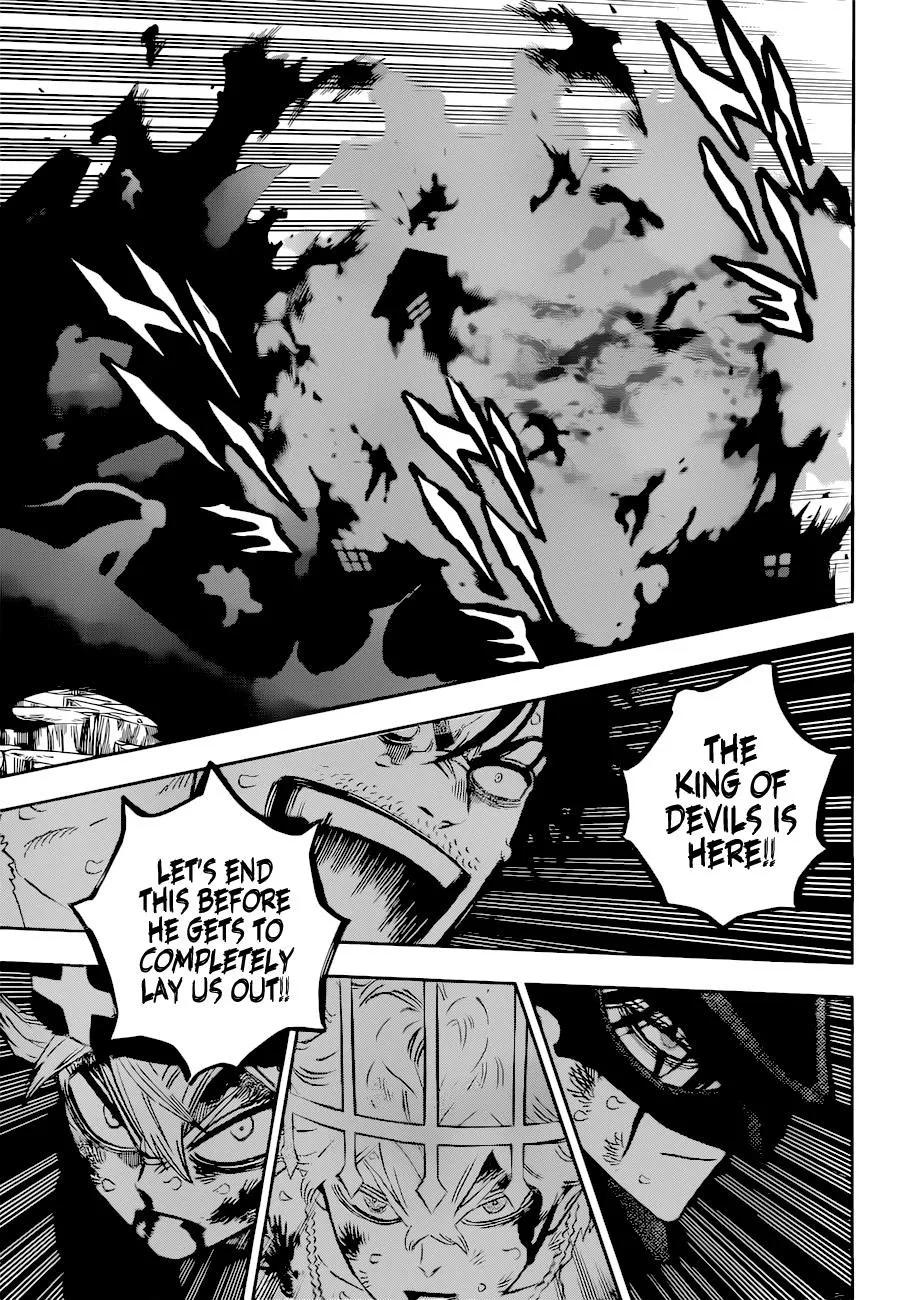 THE
KING OF
DEVILS IS
HERE!!
LET'S END
THIS BEFORE
HE GETS TO
COMPLETELY
LAY US OUT!!